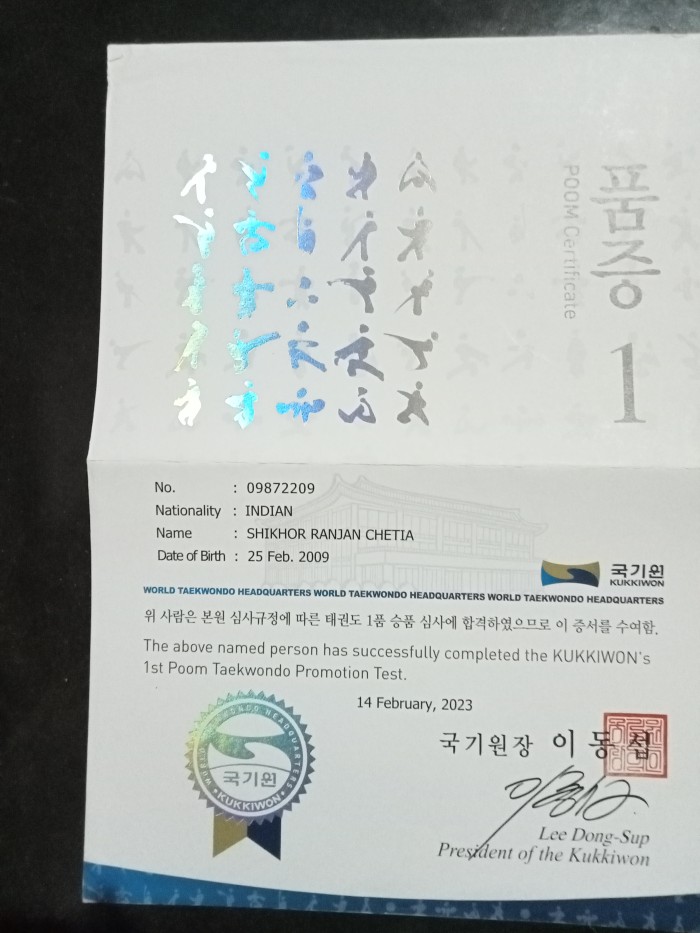 품증
POOM Certificate
1
No. : 09872209
Nationality : INDIAN
Name : SHIKHOR RANJAN CHETIA
Date of Birth : 25 Feb. 2009
국기원
KUKKIWON
WORLD TAEKWONDO HEADQUARTERS WORLD TAEKWONDO HEADQUARTERS WORLD TAEKWONDO HEADQUARTERS
위 사람은 본원 심사규정에 따른 태권도 1품 승품 심사에 합격하였으므로 이 증서를 수여함.
The above named person has successfully completed the KUKKIWON's
1st Poom Taekwondo Promotion Test.
14 February, 2023
WORLD TAEKWONDO HEADQUARTERS
국기원
KUKKIWON
국기원장 이동섭
Lee Dong-Sup
President of the Kukkiwon